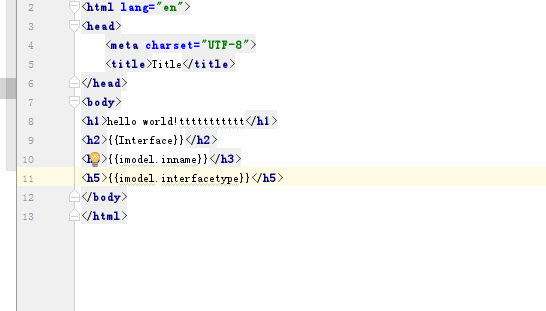 2 <html lang="en">
3 <head>
4 <meta charset="UTF-8">
5 <title>Title</title>
6 </head>
7 <body>
8 <h1>hello world!ttttttttttt</h1>
9 <h2>{{Interface}}</h2>
10 <h >{{imodel.inname}}</h3>
11 <h5>{{imodel.interfacetype}}</h5>
12 </body>
13 </html>